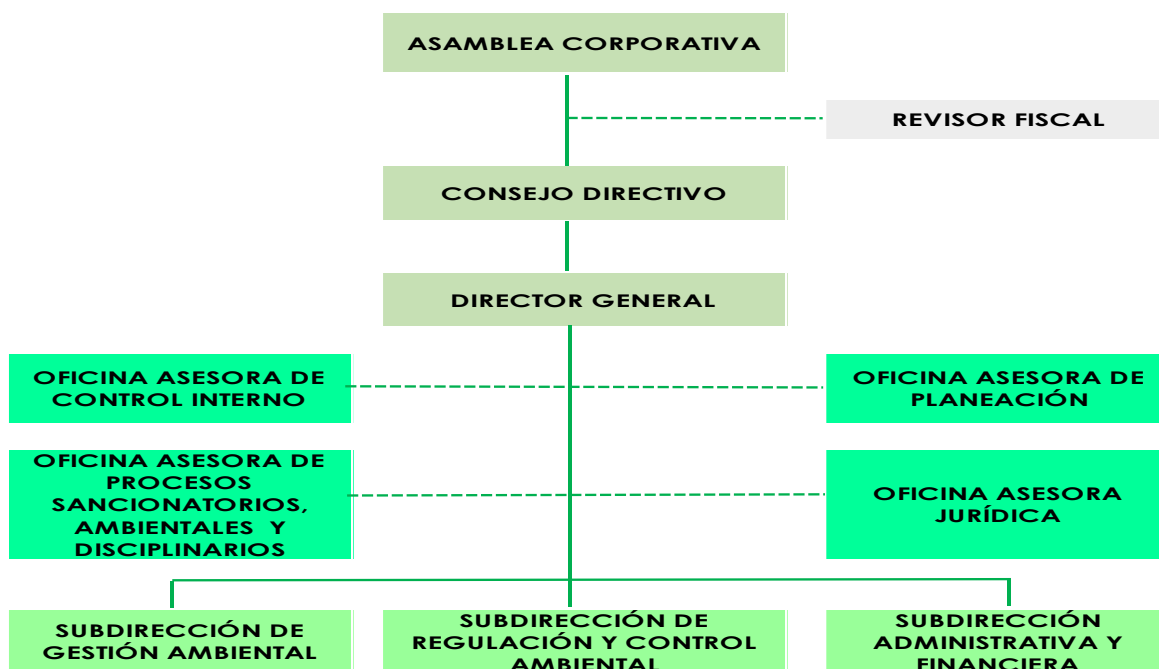 ASAMBLEA CORPORATIVA
REVISOR FISCAL
CONSEJO DIRECTIVO
DIRECTOR GENERAL
OFICINA ASESORA DE
CONTROL INTERNO
OFICINA ASESORA DE
PLANEACIÓN
OFICINA ASESORA DE
PROCESOS
SANCIONATORIOS,
AMBIENTALES Y
DISCIPLINARIOS
OFICINA ASESORA
JURÍDICA
SUBDIRECCIÓN DE
GESTIÓN AMBIENTAL
SUBDIRECCIÓN DE
REGULACIÓN Y CONTROL
AMBIENTAL
SUBDIRECCIÓN
ADMINISTRATIVA Y
FINANCIERA